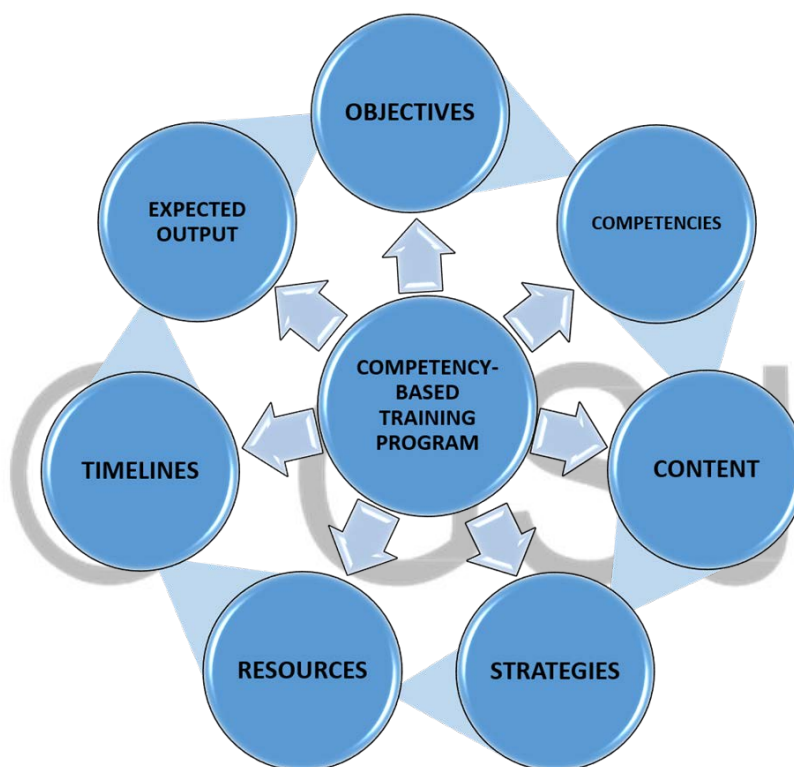 OBJECTIVES
EXPECTED
OUTPUT
COMPETENCIES
COMPETENCY-
BASED
TRAINING
PROGRAM
TIMELINES
CONTENT
RESOURCES
STRATEGIES